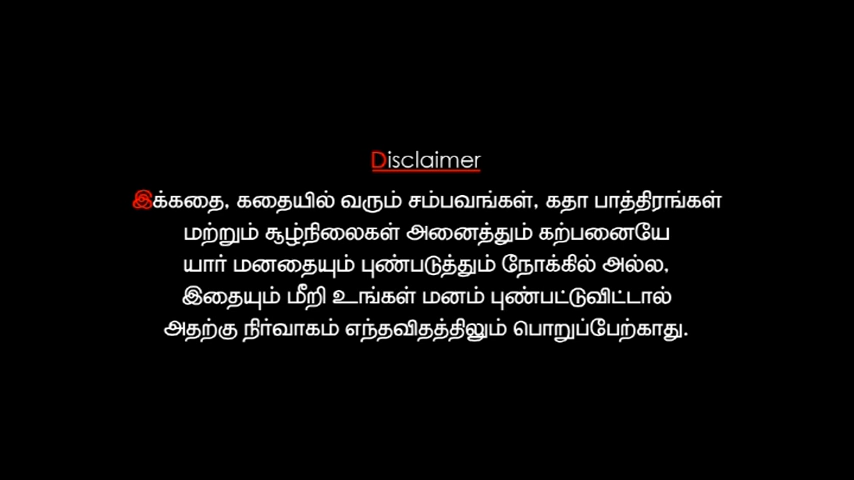 Disclaimer
இக்கதை, கதையில் வரும் சம்பவங்கள், கதா பாத்திரங்கள்
மற்றும் சூழ்நிலைகள் அனைத்தும் கற்பனையே
யார் மனதையும் புண்படுத்தும் நோக்கில் அல்ல,
இதையும் மீறி உங்கள் மனம் புண்பட்டுவிட்டால்
அதற்கு நிர்வாகம் எந்தவிதத்திலும் பொறுப்பேற்காது.